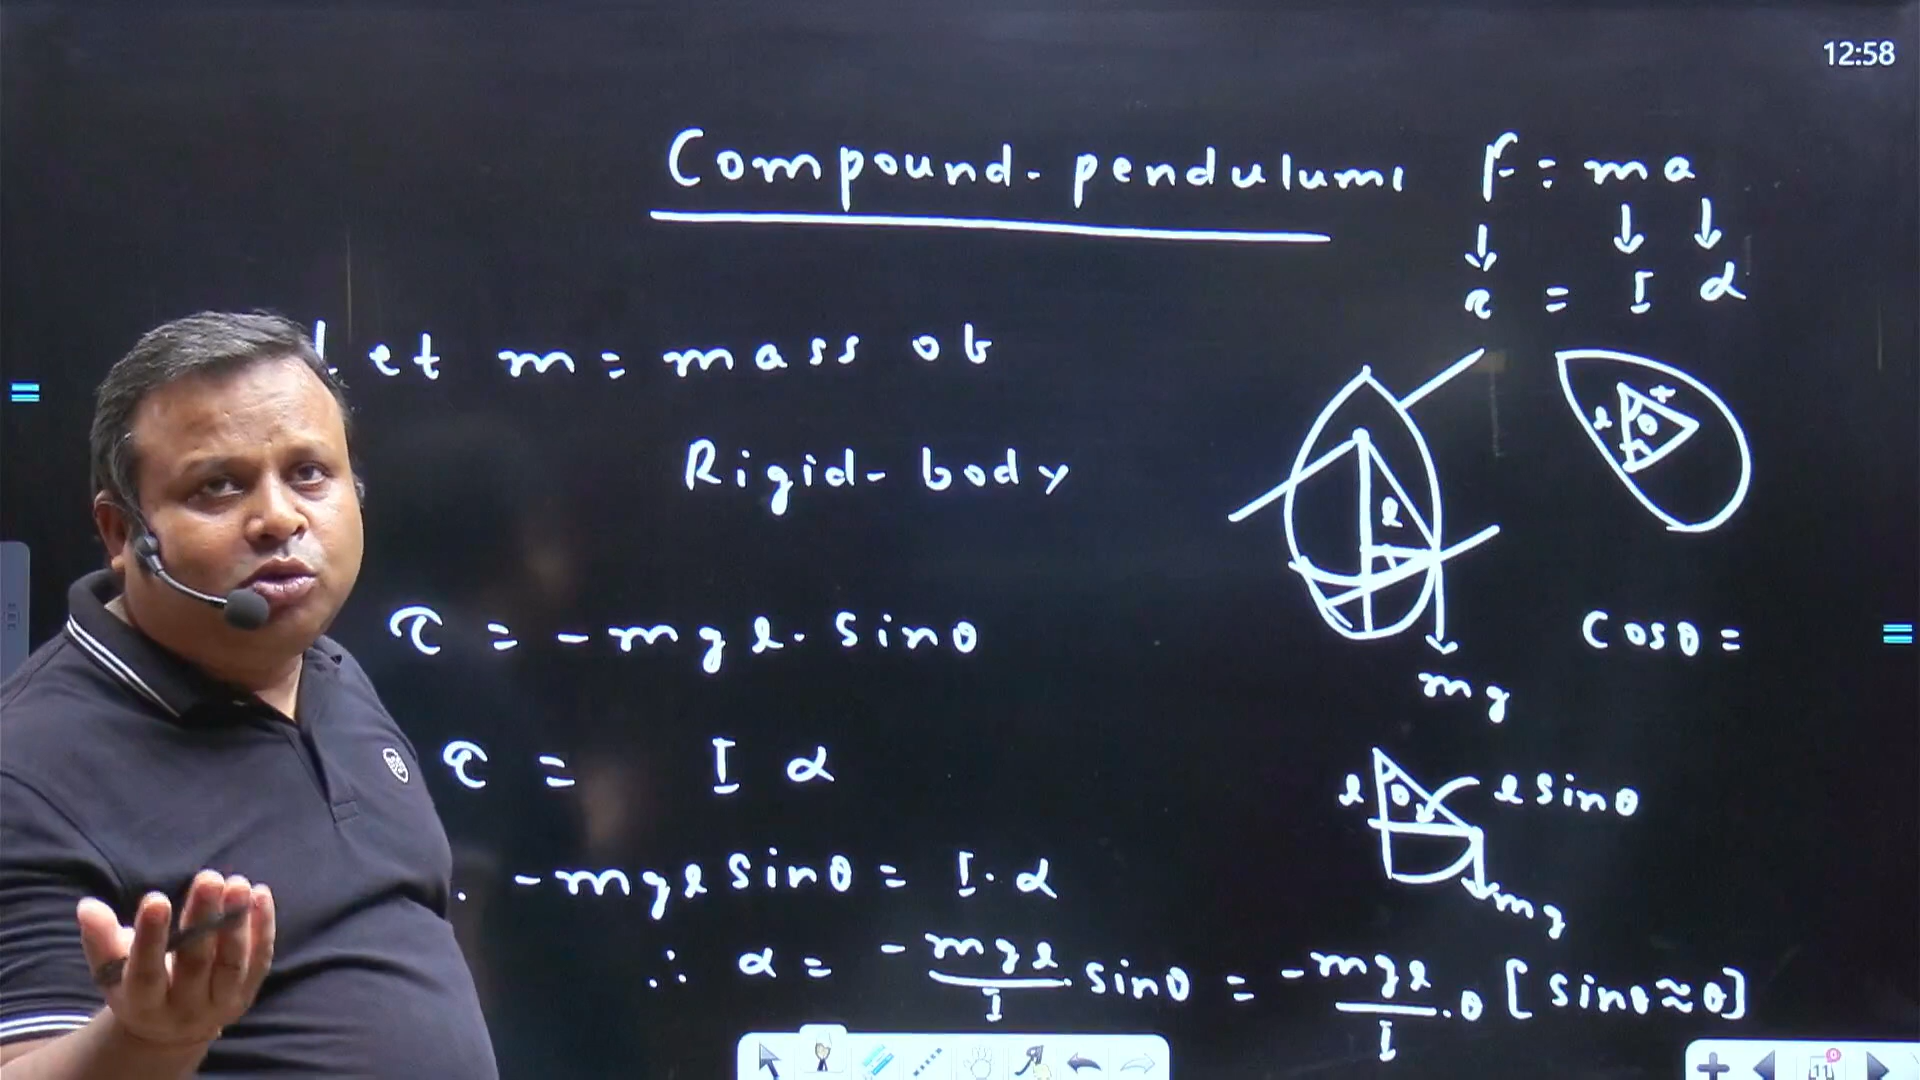 12:58
Compound-pendulum
F = ma
↓ ↓ ↓
τ = I α
Let m = mass of
Rigid-body
l θ x
l
τ = -mgl. sinθ
cosθ =
mg
τ = I α
l θ l sinθ
-mgl sinθ = I. α
mg
∴ α = -mgl/I . sinθ = -mgl/I . θ [sinθ ≈ θ]
11